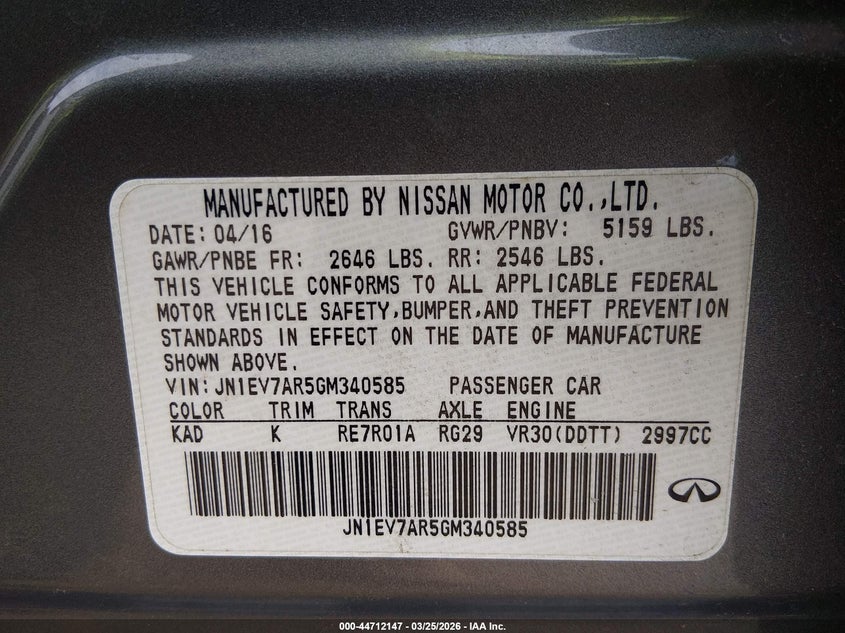 MANUFACTURED BY NISSAN MOTOR CO.,LTD.
DATE: 04/16 GVWR/PNBV: 5159 LBS.
GAWR/PNBE FR: 2646 LBS. RR: 2546 LBS.
THIS VEHICLE CONFORMS TO ALL APPLICABLE FEDERAL
MOTOR VEHICLE SAFETY,BUMPER,AND THEFT PREVENTION
STANDARDS IN EFFECT ON THE DATE OF MANUFACTURE
SHOWN ABOVE.
VIN:JN1EV7AR5GM340585 PASSENGER CAR
COLOR TRIM TRANS AXLE ENGINE
KAD K RE7R01A RG29 VR30(DDTT) 2997CC
JN1EV7AR5GM340585
000-44712147 - 03/25/2026 - IAA Inc.